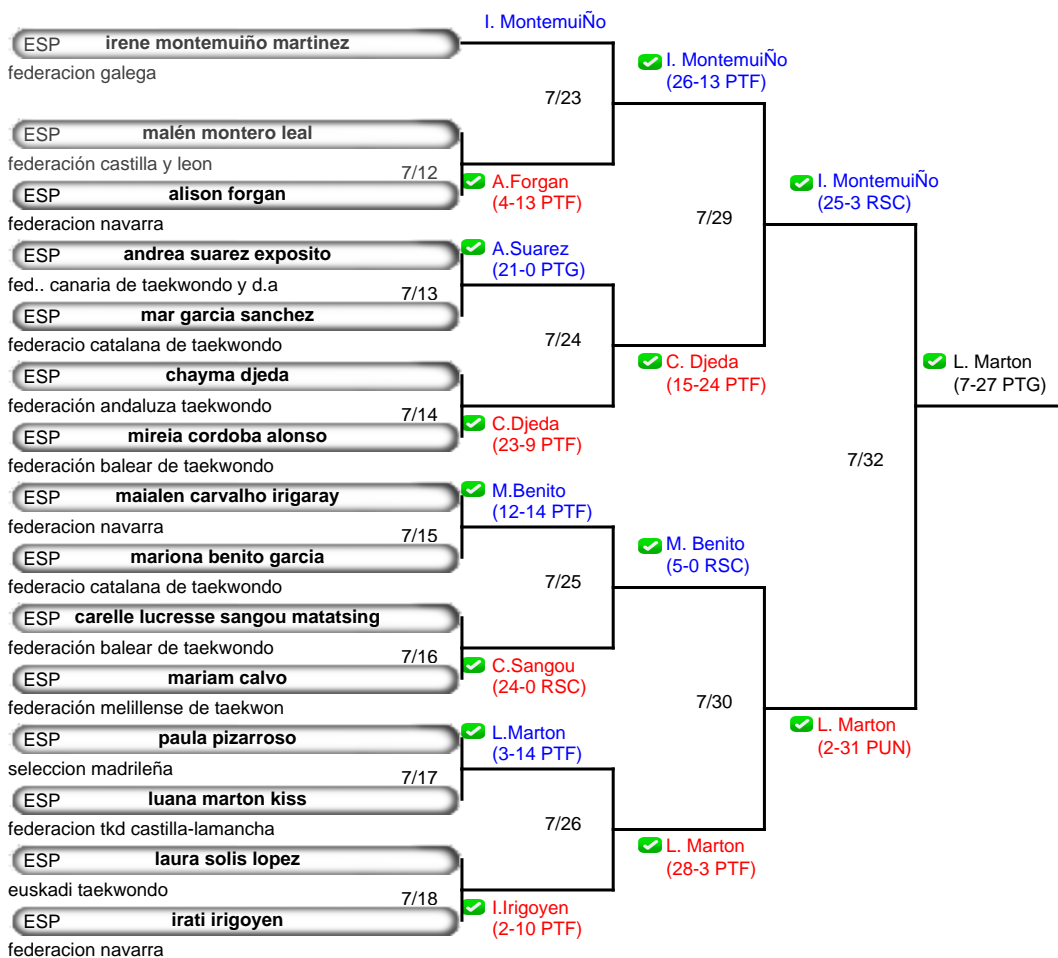 I. MontemuiÑo
ESP irene montemuiño martinez
federacion galega
I. MontemuiÑo
(26-13 PTF)
7/23
ESP malén montero leal
federación castilla y leon
7/12
ESP alison forgan
federacion navarra
A.Forgan
(4-13 PTF)
I. MontemuiÑo
(25-3 RSC)
7/29
ESP andrea suarez exposito
fed.. canaria de taekwondo y d.a
A.Suarez
(21-0 PTG)
7/13
ESP mar garcia sanchez
federacio catalana de taekwondo
7/24
C. Djeda
(15-24 PTF)
L. Marton
(7-27 PTG)
ESP chayma djeda
federación andaluza taekwondo
7/14
ESP mireia cordoba alonso
federación balear de taekwondo
C.Djeda
(23-9 PTF)
7/32
ESP maialen carvalho irigaray
federacion navarra
M.Benito
(12-14 PTF)
7/15
ESP mariona benito garcia
federacio catalana de taekwondo
M. Benito
(5-0 RSC)
7/25
ESP carelle lucresse sangou matatsing
federación balear de taekwondo
7/16
ESP mariam calvo
federación melillense de taekwon
C.Sangou
(24-0 RSC)
7/30
L. Marton
(2-31 PUN)
ESP paula pizarroso
seleccion madrileña
L.Marton
(3-14 PTF)
7/17
ESP luana marton kiss
federacion tkd castilla-lamancha
7/26
L. Marton
(28-3 PTF)
ESP laura solis lopez
euskadi taekwondo
7/18
ESP irati irigoyen
federacion navarra
I.Irigoyen
(2-10 PTF)